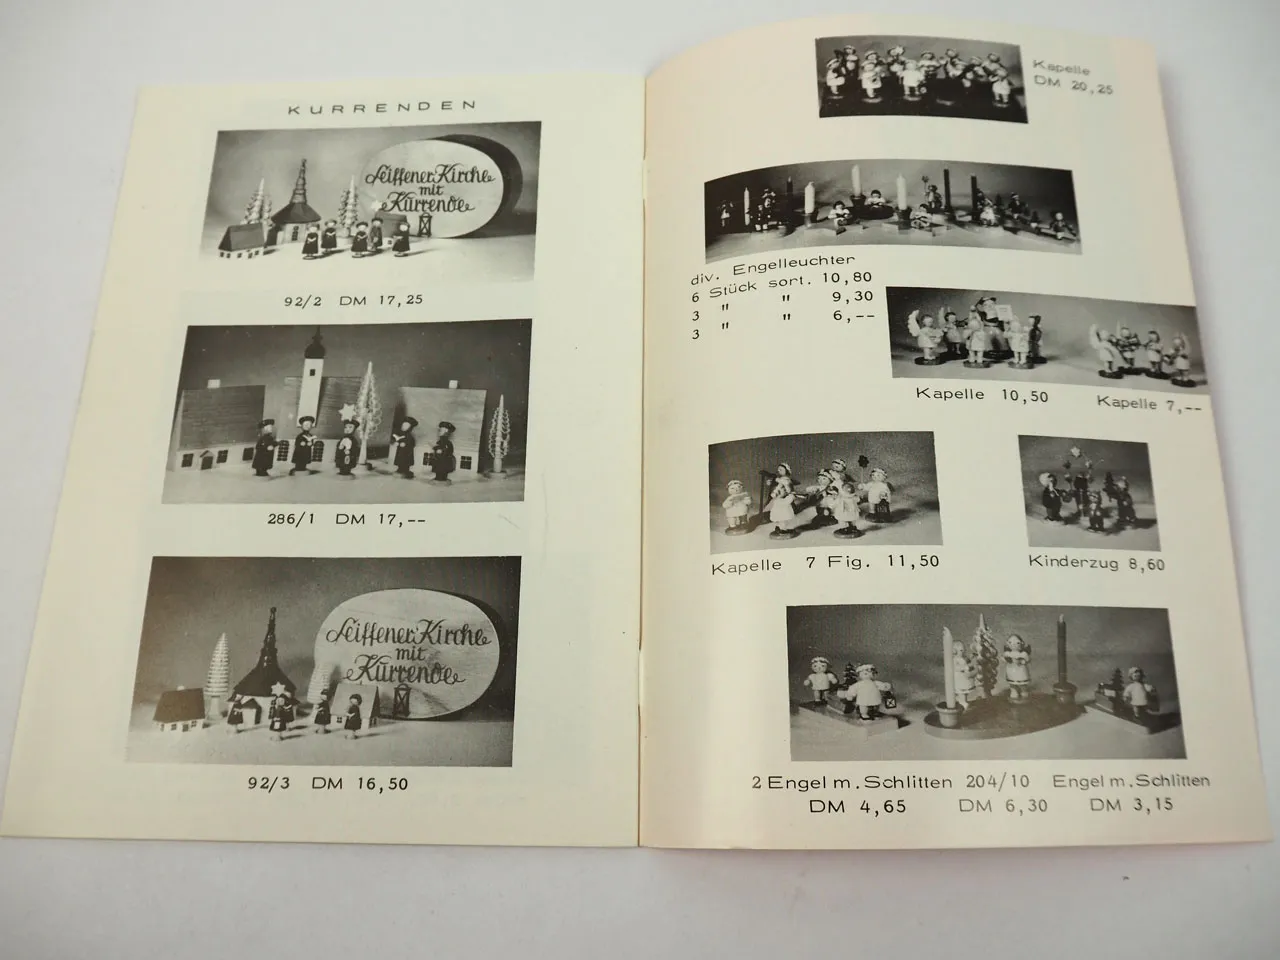 KURRENDEN
Seiffener Kirche
mit
Kurrende
92/2 DM 17,25
286/1 DM 17,--
Seiffener Kirche
mit
Kurrende
92/3 DM 16,50
Kapelle
DM 20,25
div. Engelleuchter
6 Stück sort. 10,80
3 " " 9,30
3 " " 6,--
Kapelle 10,50 Kapelle 7,--
Kapelle 7 Fig. 11,50
Kinderzug 8,60
2 Engel m. Schlitten 204/10 Engel m. Schlitten
DM 4,65 DM 6,30 DM 3,15